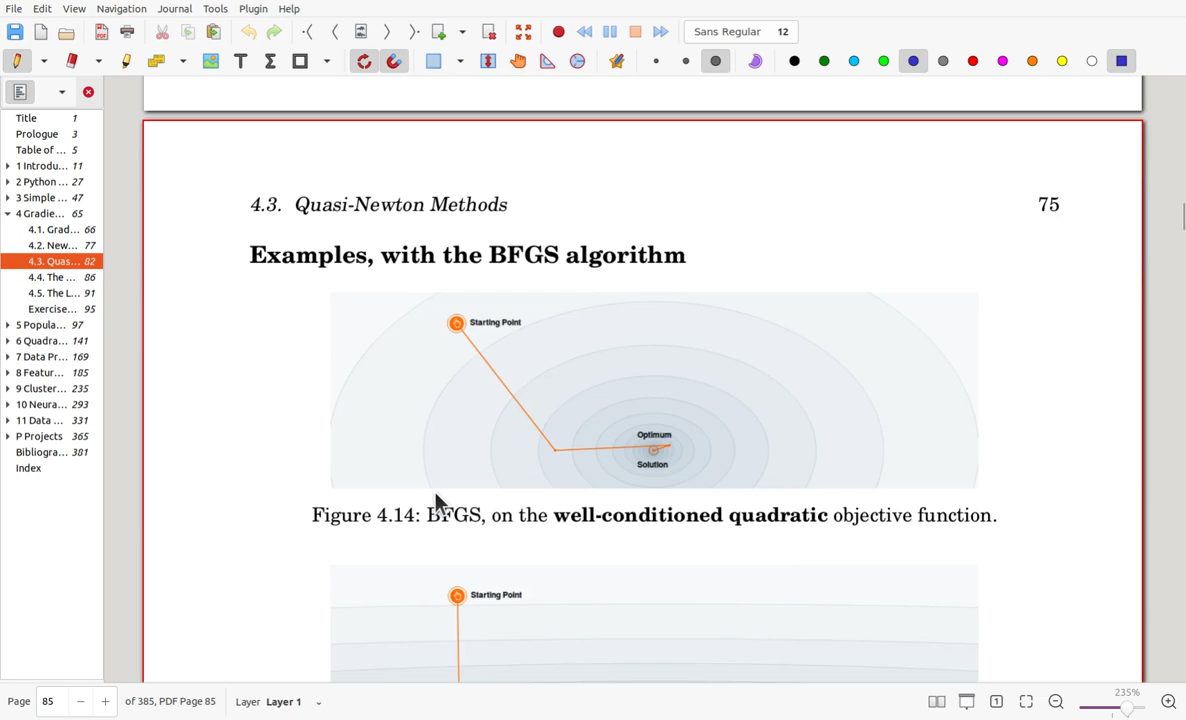 File Edit View Navigation Journal Tools Plugin Help
Sans Regular 12
Title 1
Prologue 3
Table of ... 5
1 Introdu... 11
2 Python ... 27
3 Simple ... 47
4 Gradie... 65
4.1. Grad... 66
4.2. New... 77
4.3. Quas... 82
4.4. The ... 86
4.5. The L... 91
Exercise... 95
5 Popula... 97
6 Quadra... 141
7 Data Pr... 169
8 Featur... 185
9 Cluster... 235
10 Neura... 293
11 Data ... 331
P Projects 365
Bibliogra... 381
Index
4.3. Quasi-Newton Methods 75
Examples, with the BFGS algorithm
Starting Point
Optimum
Solution
Figure 4.14: BFGS, on the well-conditioned quadratic objective function.
Starting Point
Page 85 of 385, PDF Page 85 Layer Layer 1
235%